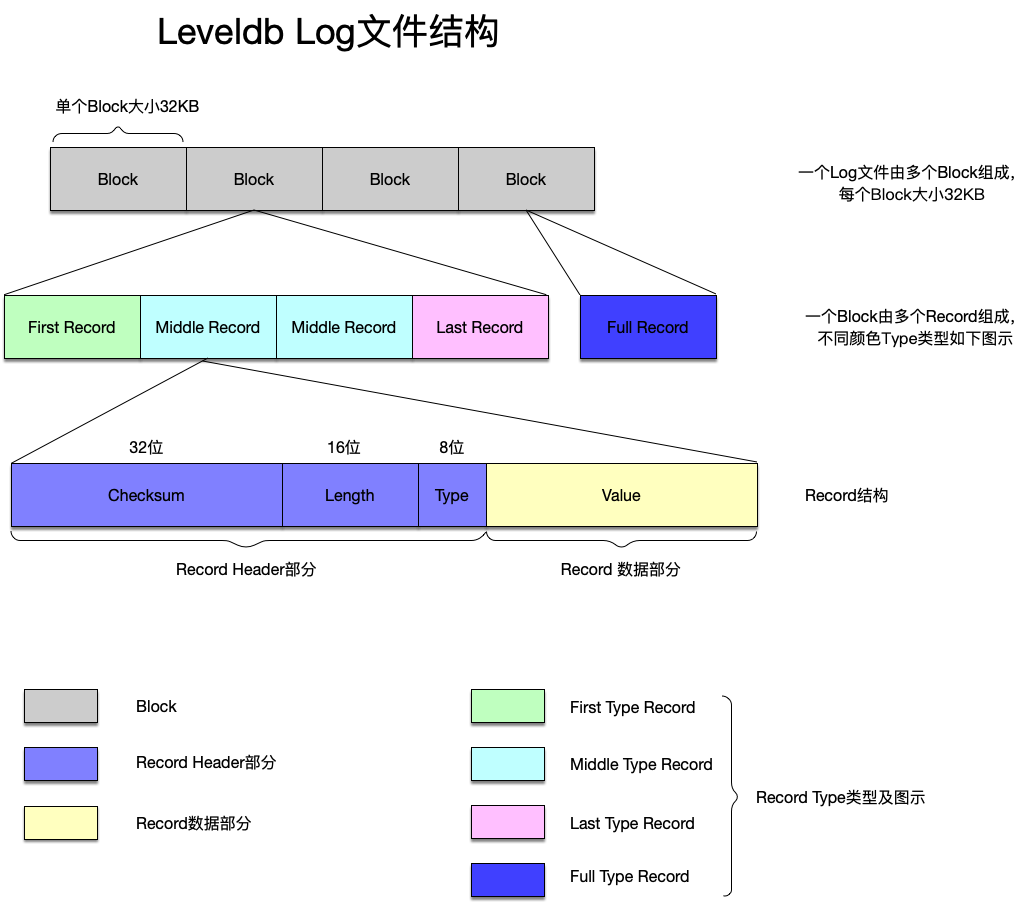 Leveldb Log文件结构
单个Block大小32KB
Block
Block
Block
Block
一个Log文件由多个Block组成,
每个Block大小32KB
First Record
Middle Record
Middle Record
Last Record
Full Record
一个Block由多个Record组成,
不同颜色Type类型如下图示
32位
16位
8位
Checksum
Length
Type
Value
Record结构
Record Header部分
Record 数据部分
Block
First Type Record
Record Header部分
Middle Type Record
Record Type类型及图示
Record数据部分
Last Type Record
Full Type Record